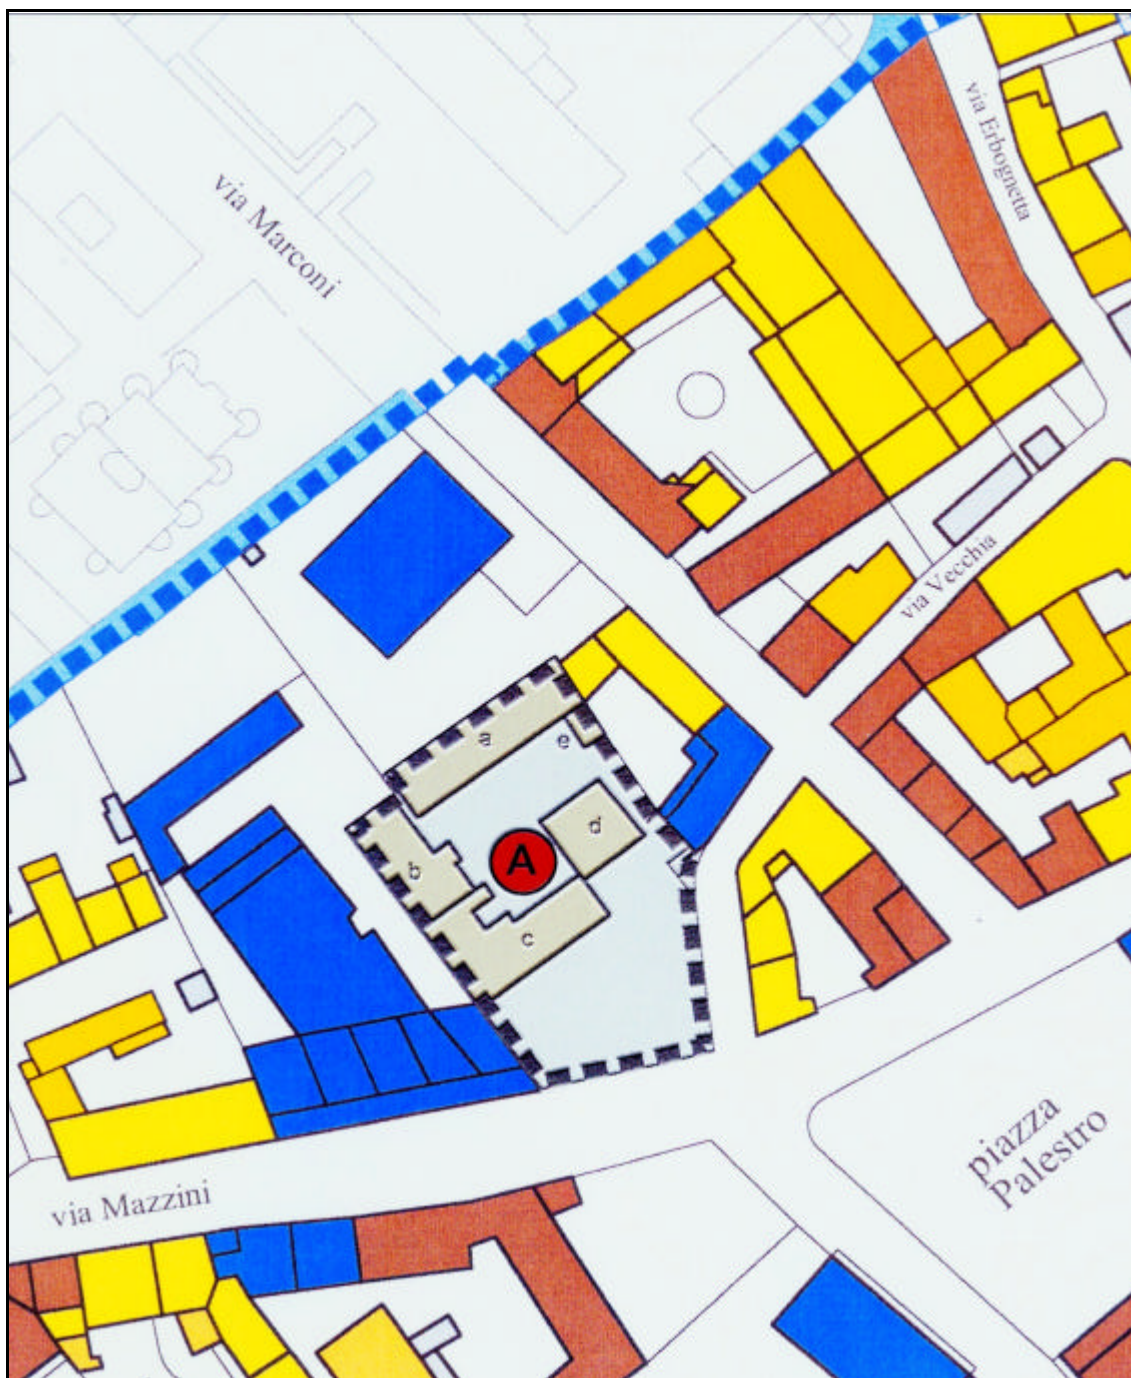 via Erbognetta
via Marconi
via Vecchia
a
e
d
A
b
c
piazza
Palestro
via Mazzini